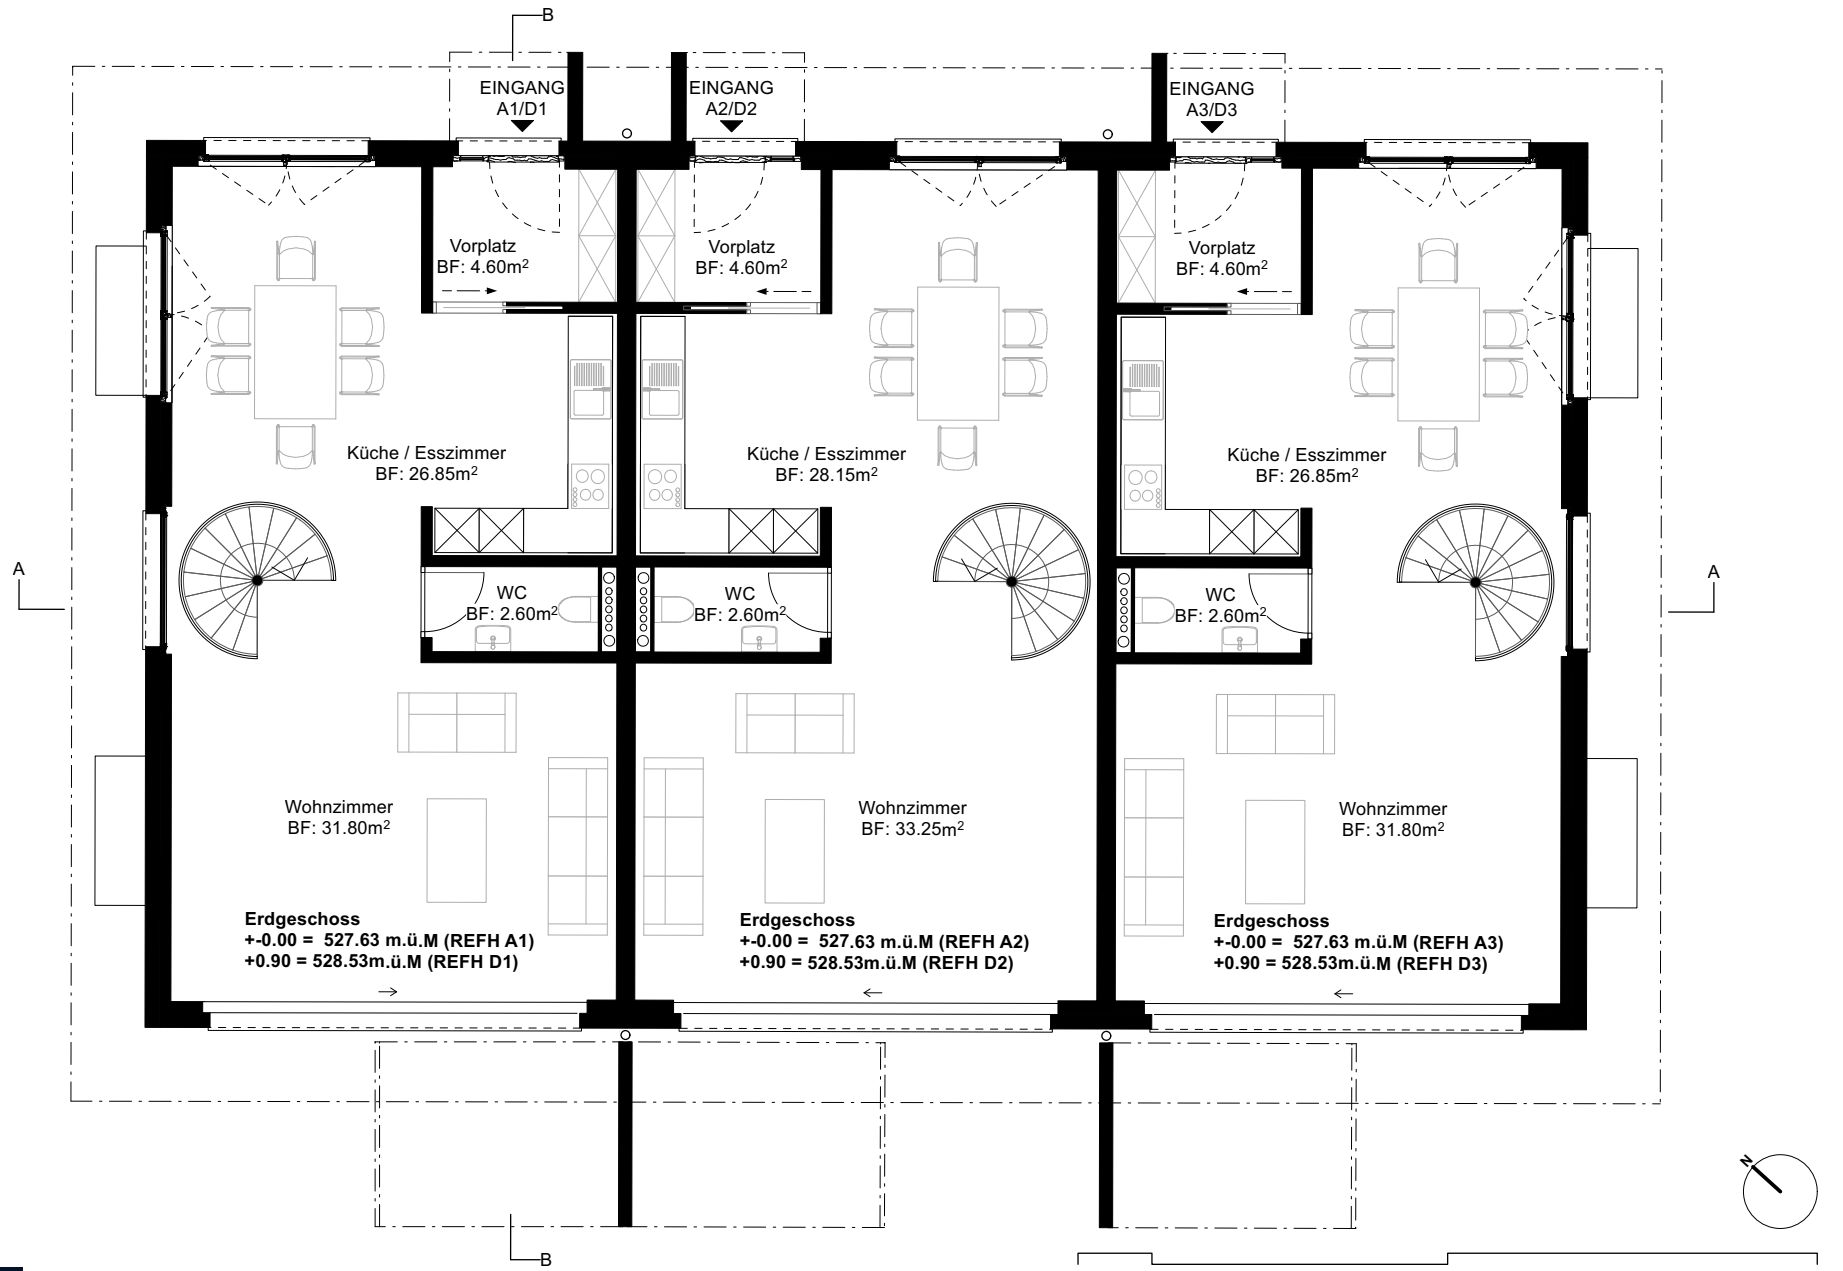 B
EINGANG
A1/D1
EINGANG
A2/D2
EINGANG
A3/D3
Vorplatz
BF: 4.60m²
Vorplatz
BF: 4.60m²
Vorplatz
BF: 4.60m²
Küche / Esszimmer
BF: 26.85m²
Küche / Esszimmer
BF: 28.15m²
Küche / Esszimmer
BF: 26.85m²
A
A
WC
BF: 2.60m²
WC
BF: 2.60m²
WC
BF: 2.60m²
Wohnzimmer
BF: 31.80m²
Wohnzimmer
BF: 33.25m²
Wohnzimmer
BF: 31.80m²
Erdgeschoss
+-0.00 = 527.63 m.ü.M (REFH A1)
+0.90 = 528.53m.ü.M (REFH D1)
Erdgeschoss
+-0.00 = 527.63 m.ü.M (REFH A2)
+0.90 = 528.53m.ü.M (REFH D2)
Erdgeschoss
+-0.00 = 527.63 m.ü.M (REFH A3)
+0.90 = 528.53m.ü.M (REFH D3)
N
B